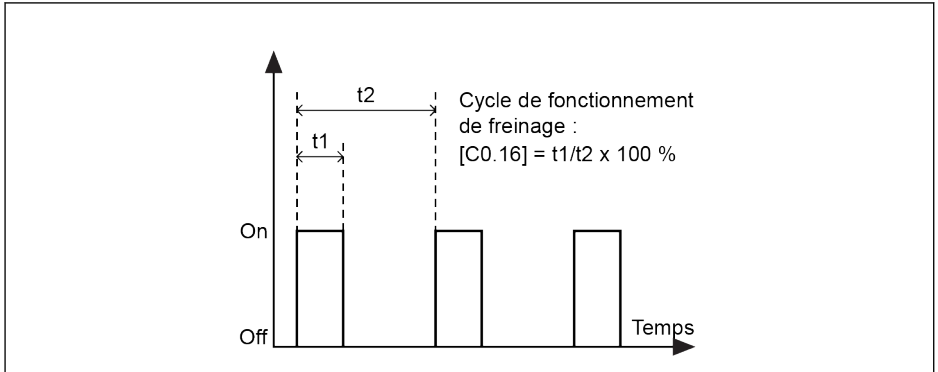 t2
Cycle de fonctionnement
de freinage :
t1
[C0.16] = t1/t2 x 100 %
On
Temps
Off